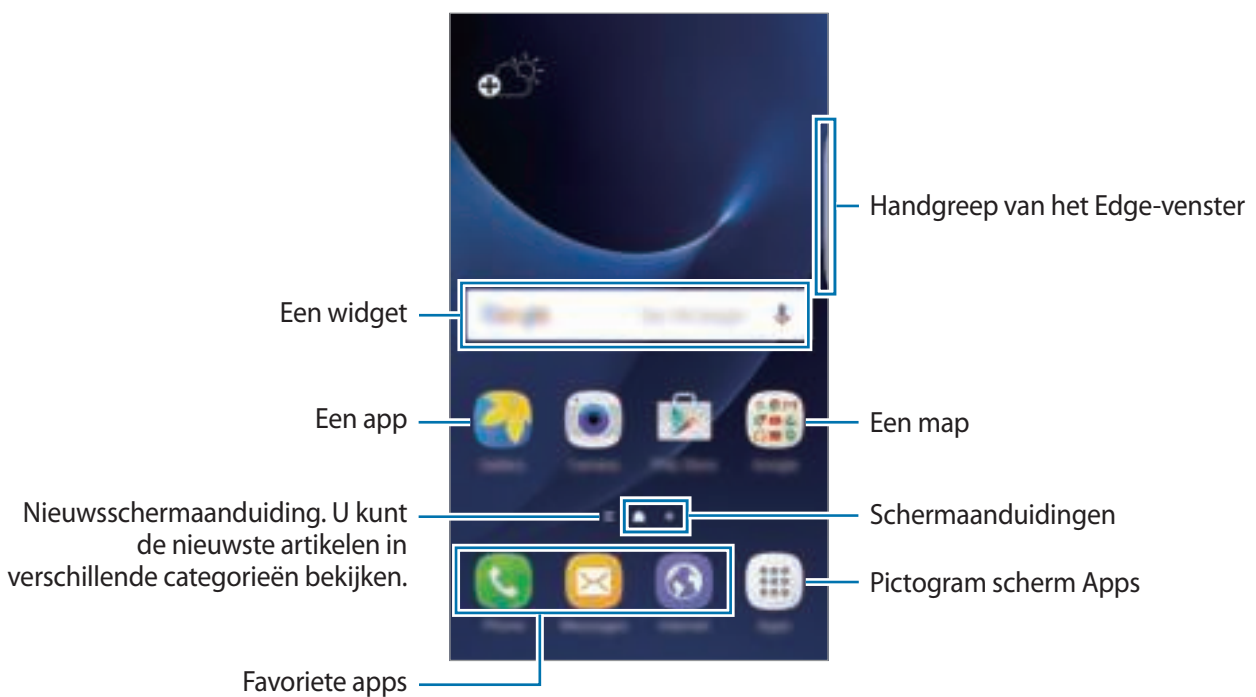 Handgreep van het Edge-venster
Een widget
Google
Een app
Een map
Nieuwsschermaanduiding. U kunt
de nieuwste artikelen in
verschillende categorieën bekijken.
Schermaanduidingen
Pictogram scherm Apps
Favoriete apps